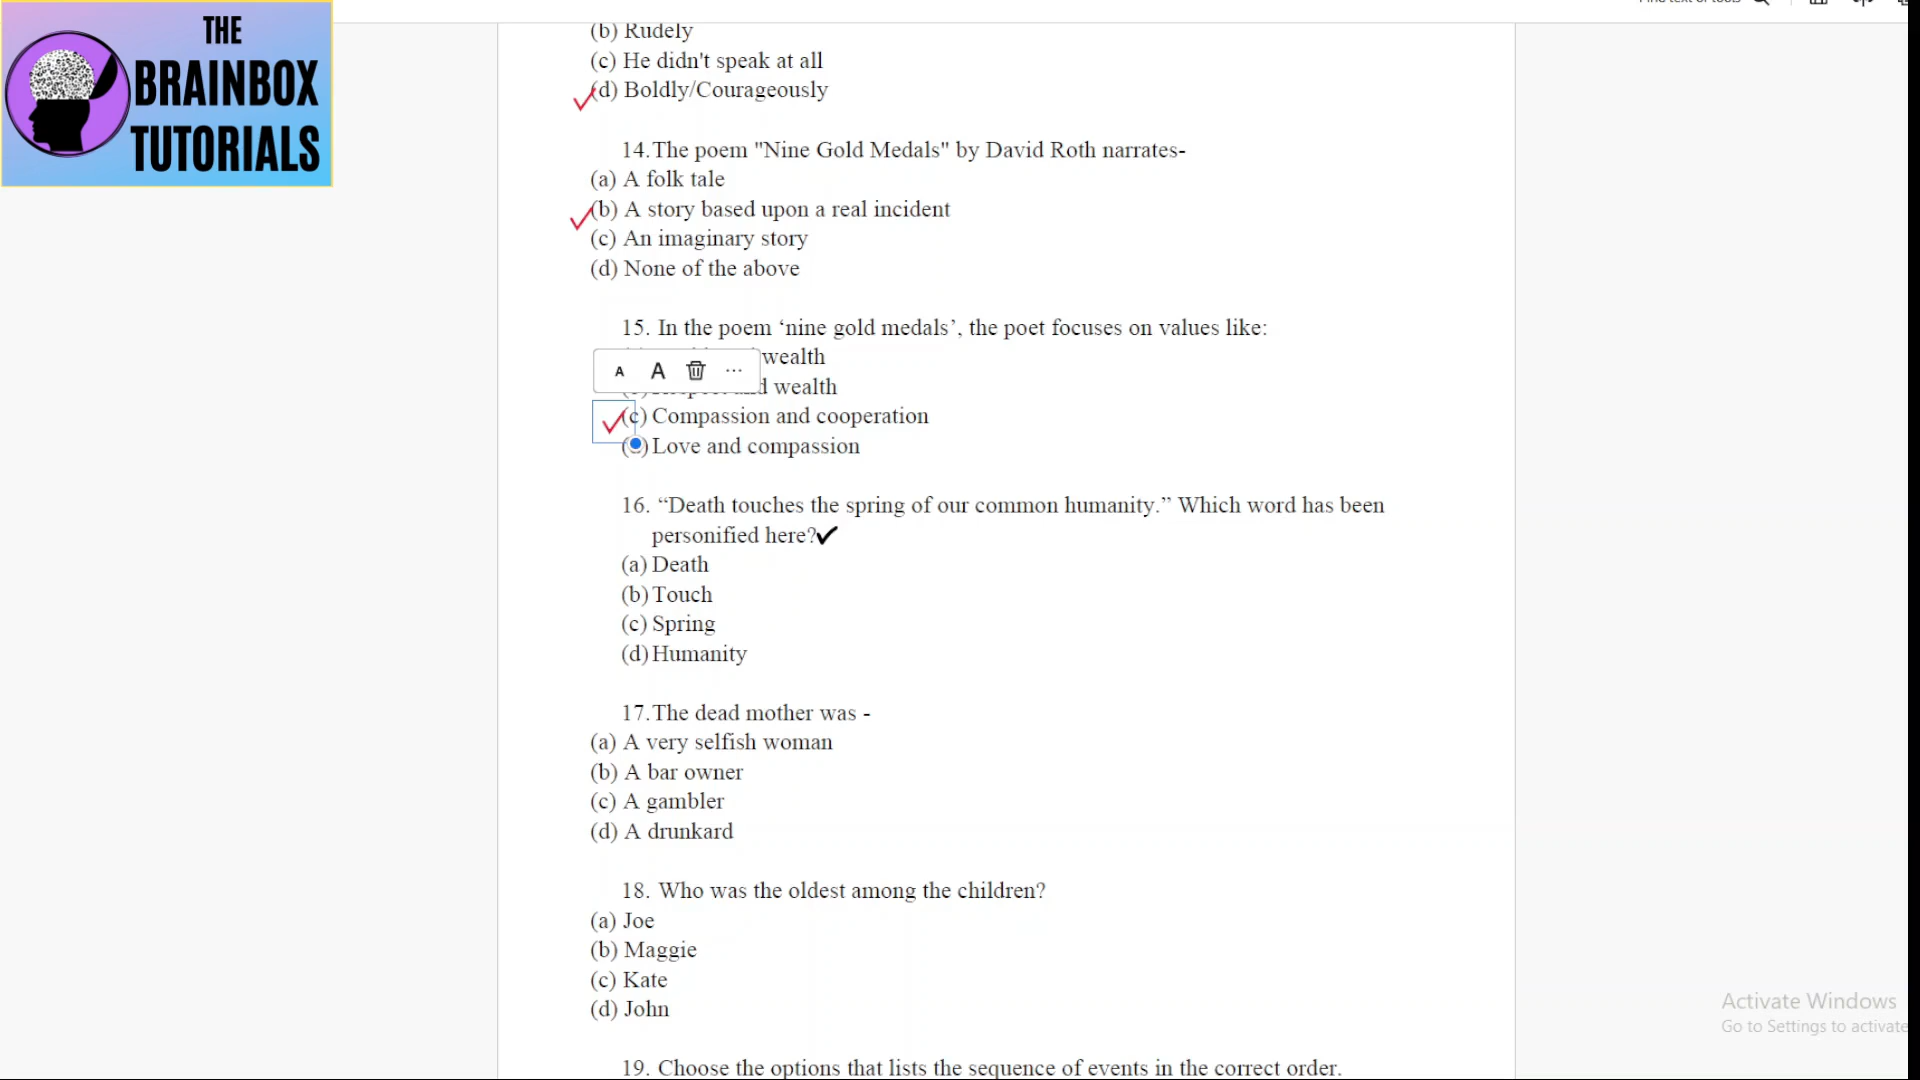 THE
BRAINBOX
TUTORIALS
(b) Rudely
(c) He didn't speak at all
(d) Boldly/Courageously
14.The poem "Nine Gold Medals" by David Roth narrates-
(a) A folk tale
(b) A story based upon a real incident
(c) An imaginary story
(d) None of the above
15. In the poem ‘nine gold medals’, the poet focuses on values like:
wealth
A A ...
wealth
(c) Compassion and cooperation
Love and compassion
16. “Death touches the spring of our common humanity.” Which word has been
personified here?✔
(a) Death
(b) Touch
(c) Spring
(d) Humanity
17.The dead mother was -
(a) A very selfish woman
(b) A bar owner
(c) A gambler
(d) A drunkard
18. Who was the oldest among the children?
(a) Joe
(b) Maggie
(c) Kate
(d) John
19. Choose the options that lists the sequence of events in the correct order.
Activate Windows
Go to Settings to activate